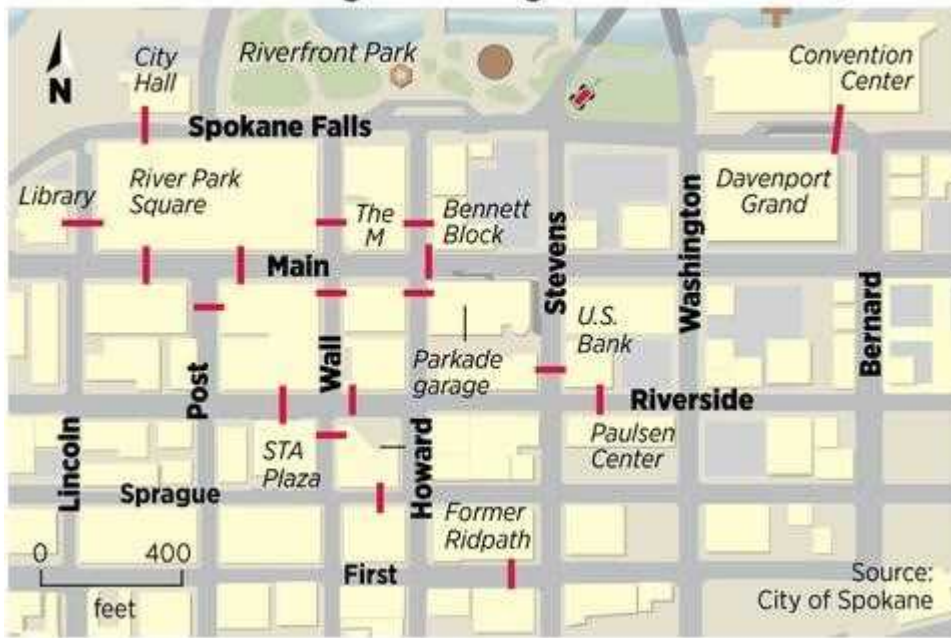 N
City
Hall
Riverfront Park
Convention
Center
Spokane Falls
Library
River Park
Square
The
M
Bennett
Block
Stevens
Washington
Davenport
Grand
Main
Bernard
Post
Wall
Parkade
garage
U.S.
Bank
Riverside
Lincoln
STA
Plaza
Howard
Paulsen
Center
Sprague
Former
Ridpath
0 400
feet
First
Source:
City of Spokane